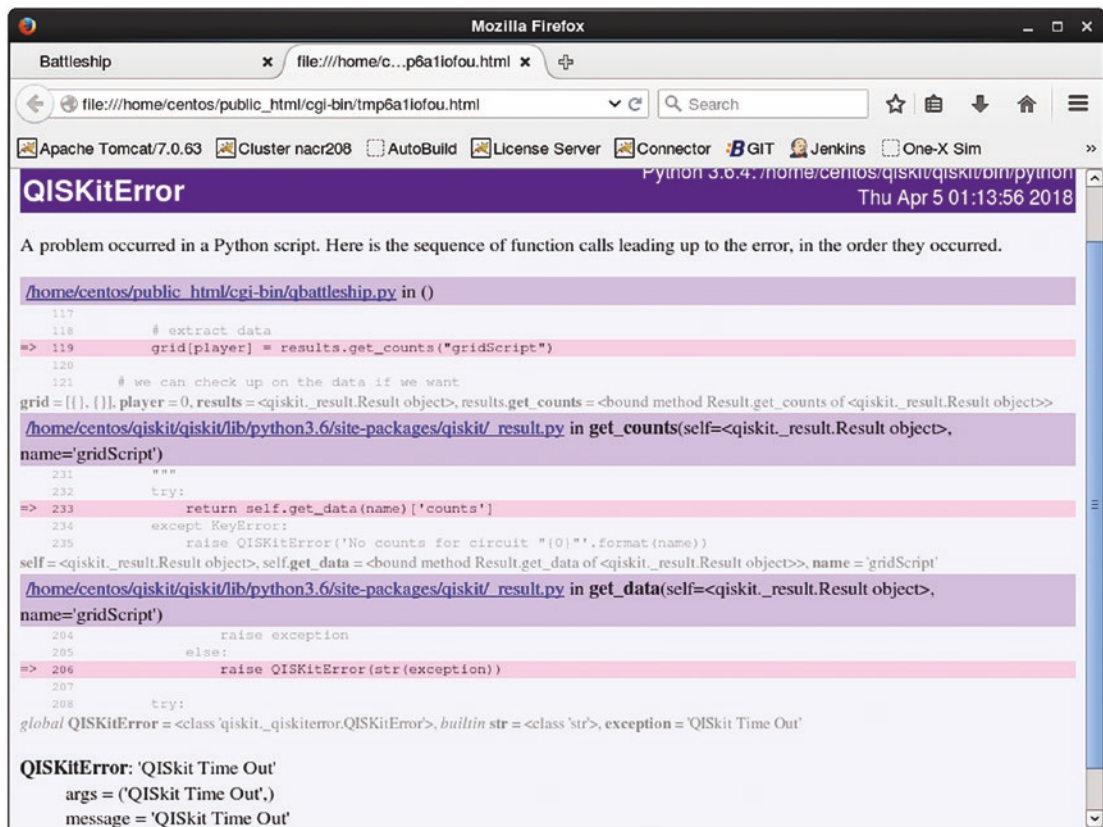 Mozilla Firefox
Battleship
file:///home/c...p6a1iofou.html
file:///home/centos/public_html/cgi-bin/tmp6a1iofou.html
Search
Apache Tomcat/7.0.63 Cluster nacr208 AutoBuild License Server Connector GIT Jenkins One-X Sim »
QISKitError
Python 3.6.4: /home/centos/qiskit/qiskit/bin/python
Thu Apr 5 01:13:56 2018
A problem occurred in a Python script. Here is the sequence of function calls leading up to the error, in the order they occurred.
/home/centos/public_html/cgi-bin/qbattleship.py in ()
117
118 # extract data
=> 119 grid[player] = results.get_counts("gridScript")
120
121 # we can check up on the data if we want
grid = [{}, {}], player = 0, results = <qiskit._result.Result object>, results.get_counts = <bound method Result.get_counts of <qiskit._result.Result object>>
/home/centos/qiskit/qiskit/lib/python3.6/site-packages/qiskit/_result.py in get_counts(self=<qiskit._result.Result object>,
name='gridScript')
231 """
232 try:
=> 233 return self.get_data(name)['counts']
234 except KeyError:
235 raise QISKitError('No counts for circuit "{0}"'.format(name))
self = <qiskit._result.Result object>, self.get_data = <bound method Result.get_data of <qiskit._result.Result object>>, name = 'gridScript'
/home/centos/qiskit/qiskit/lib/python3.6/site-packages/qiskit/_result.py in get_data(self=<qiskit._result.Result object>,
name='gridScript')
204 raise exception
205 else:
=> 206 raise QISKitError(str(exception))
207
208 try:
global QISKitError = <class 'qiskit._qiskiterror.QISKitError'>, builtin str = <class 'str'>, exception = 'QISkit Time Out'
QISKitError: 'QISkit Time Out'
args = ('QISkit Time Out',)
message = 'QISkit Time Out'